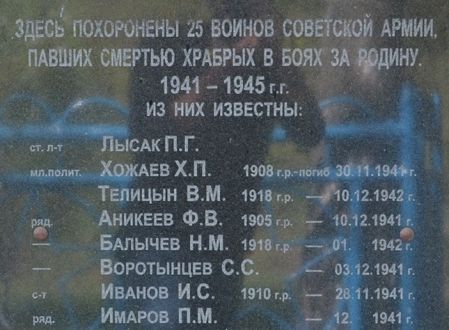 ЗДЕСЬ ПОХОРОНЕНЫ 25 ВОИНОВ СОВЕТСКОЙ АРМИИ,
ПАВШИХ СМЕРТЬЮ ХРАБРЫХ В БОЯХ ЗА РОДИНУ.
1941 – 1945 г.г.
ИЗ НИХ ИЗВЕСТНЫ:
ст. л-т ЛЫСАК П.Г.
мл.полит. ХОЖАЕВ Х.П. 1908 г.р.-погиб 30.11.1941 г.
ТЕЛИЦЫН В.М. 1918 г.р. — 10.12.1942 г.
ряд. АНИКЕЕВ Ф.В. 1905 г.р. — 10.12.1941 г.
— БАЛЫЧЕВ Н.М. 1918 г.р. — 01. 1942 г.
— ВОРОТЫНЦЕВ С.С. — 03.12.1941 г.
с-т ИВАНОВ И.С. 1910 г.р. — 28.11.1941 г.
ряд. ИМАРОВ П.М. — 12. 1941 г.